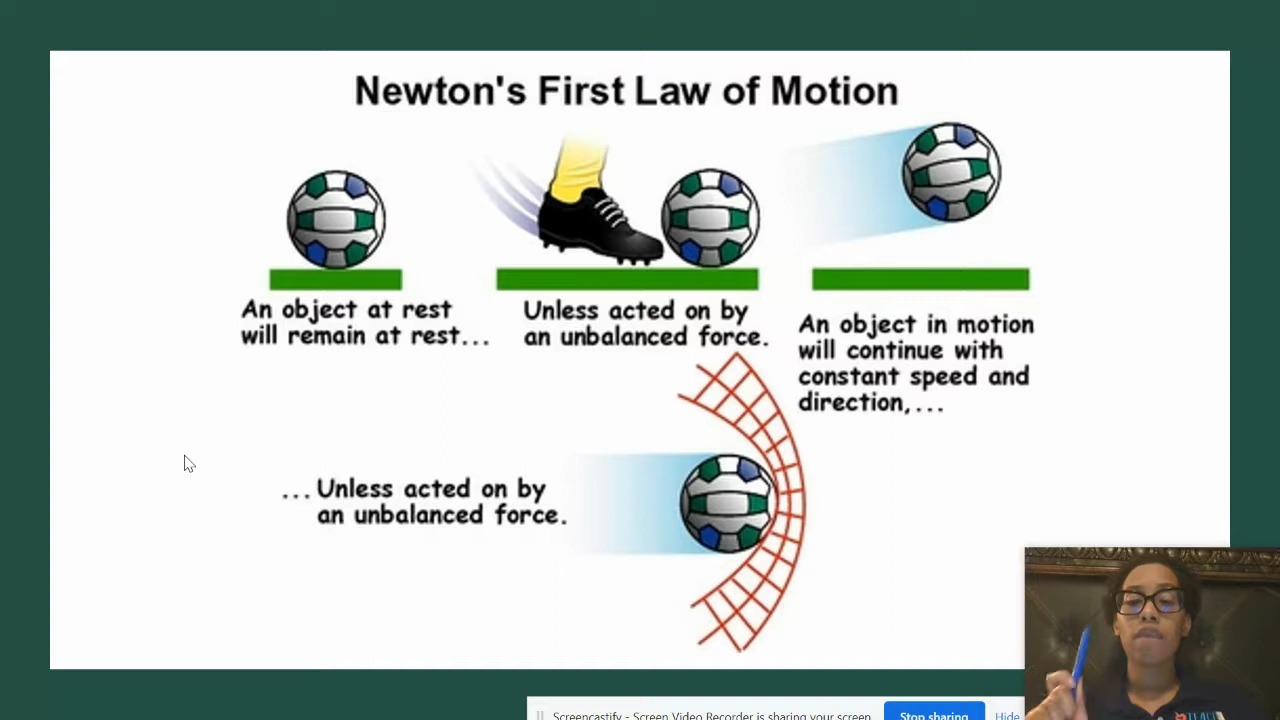 Newton's First Law of Motion
An object at rest
will remain at rest...
Unless acted on by
an unbalanced force.
An object in motion
will continue with
constant speed and
direction,...
... Unless acted on by
an unbalanced force.
Screencastify - Screen Video Recorder is sharing your screen.
Stop sharing
Hide